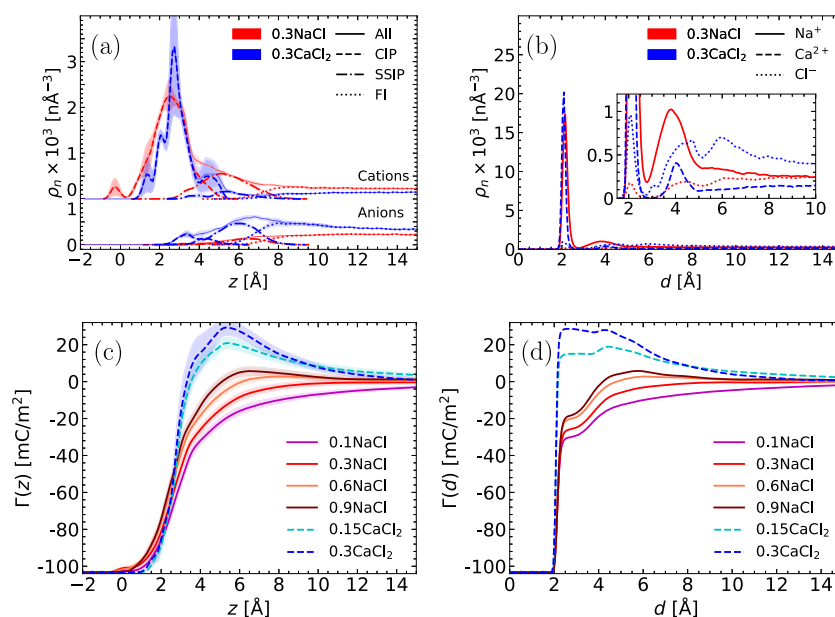 (a)
0.3NaCl
0.3CaCl₂
All
CIP
SSIP
FI
Cations
Anions
ρₙ × 10³ [nÅ⁻³]
3
2
1
0
1
0
−2 0 2 4 6 8 10 12 14
z [Å]
(b)
0.3NaCl
0.3CaCl₂
Na⁺
Ca²⁺
Cl⁻
ρₙ × 10³ [nÅ⁻³]
30
25
20
15
10
5
0
1
0.5
0
2 4 6 8 10
0 2 4 6 8 10 12 14
d [Å]
(c)
Γ(z) [mC/m²]
20
0
-20
-40
-60
-80
-100
0.1NaCl
0.3NaCl
0.6NaCl
0.9NaCl
0.15CaCl₂
0.3CaCl₂
−2 0 2 4 6 8 10 12 14
z [Å]
(d)
Γ(d) [mC/m²]
20
0
-20
-40
-60
-80
-100
0.1NaCl
0.3NaCl
0.6NaCl
0.9NaCl
0.15CaCl₂
0.3CaCl₂
0 2 4 6 8 10 12 14
d [Å]